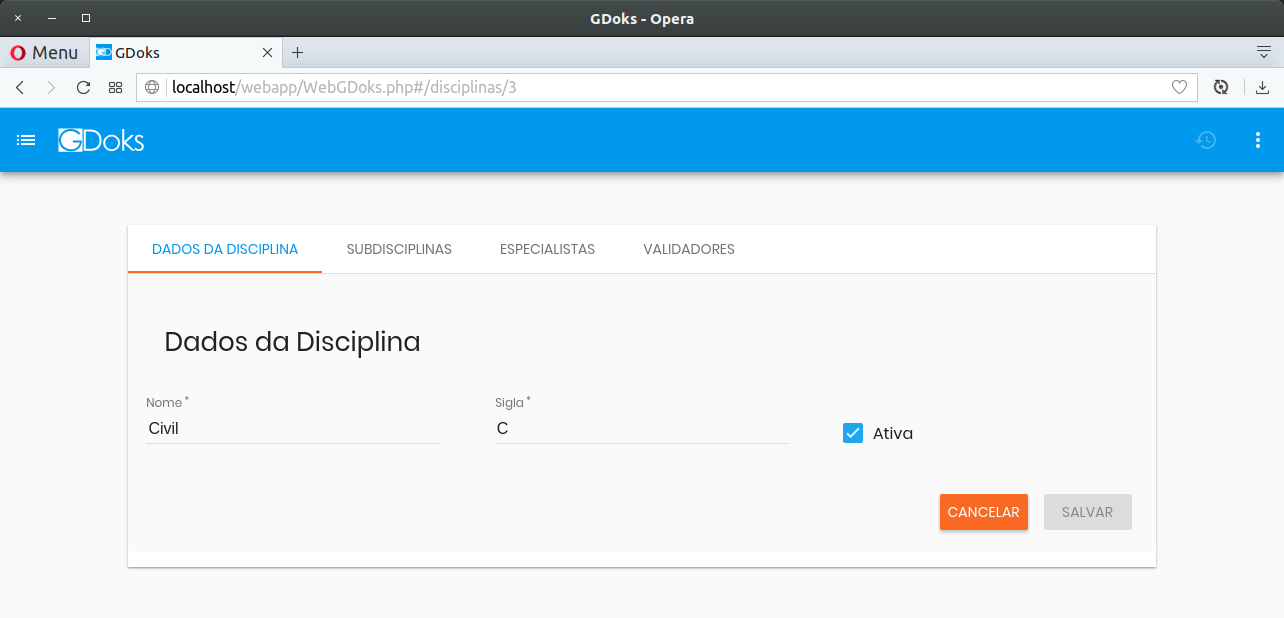 GDoks - Opera
Menu
GD GDoks
localhost/webapp/WebGDoks.php#/disciplinas/3
GDoks
DADOS DA DISCIPLINA SUBDISCIPLINAS ESPECIALISTAS VALIDADORES
Dados da Disciplina
Nome * Sigla *
Civil C Ativa
CANCELAR SALVAR